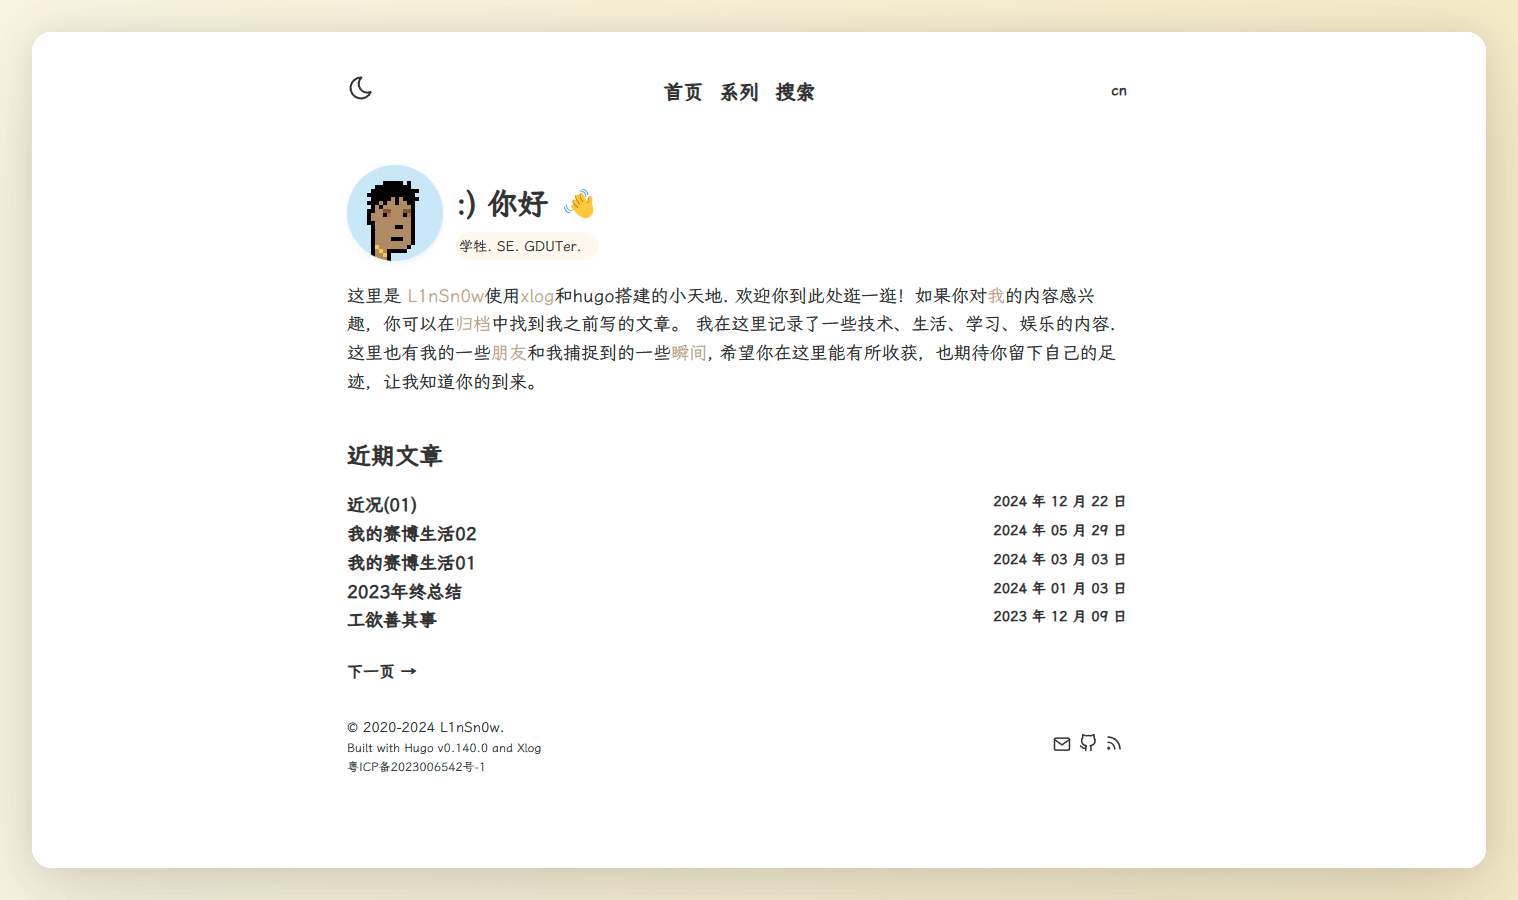 首页 系列 搜索 cn
:) 你好 👋
学牲. SE. GDUTer.
这里是 L1nSn0w使用xlog和hugo搭建的小天地. 欢迎你到此处逛一逛！如果你对我的内容感兴
趣，你可以在归档中找到我之前写的文章。 我在这里记录了一些技术、生活、学习、娱乐的内容.
这里也有我的一些朋友和我捕捉到的一些瞬间, 希望你在这里能有所收获，也期待你留下自己的足
迹，让我知道你的到来。
近期文章
近况(01) 2024 年 12 月 22 日
我的赛博生活02 2024 年 05 月 29 日
我的赛博生活01 2024 年 03 月 03 日
2023年终总结 2024 年 01 月 03 日
工欲善其事 2023 年 12 月 09 日
下一页 →
© 2020-2024 L1nSn0w.
Built with Hugo v0.140.0 and Xlog
粤ICP备2023006542号-1